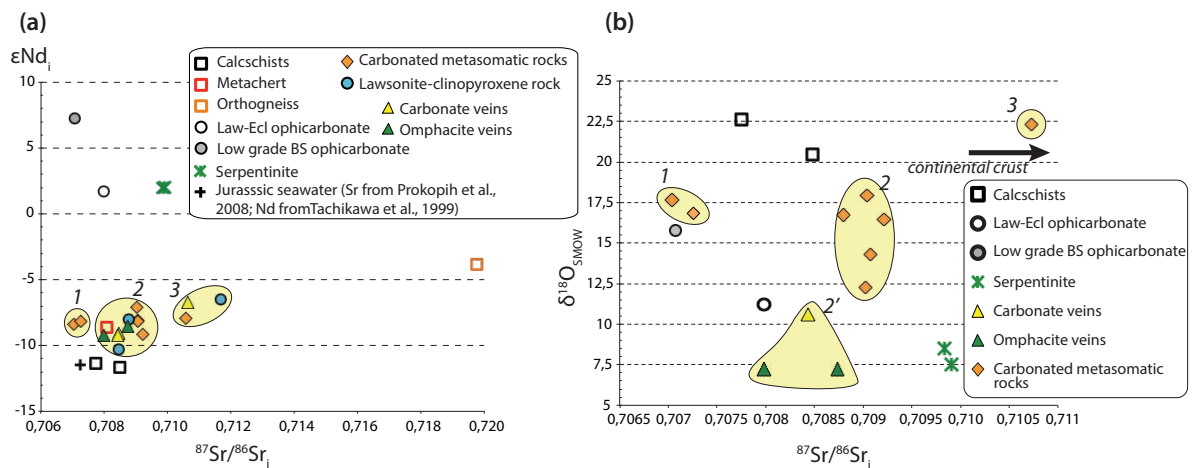 (a)
εNdi
10
5
0
-5
-10
-15
0,706
0,708
0,710
0,712
0,714
0,716
0,718
0,720
87Sr/86Sri
Calcschists
Metachert
Orthogneiss
Law-Ecl ophicarbonate
Low grade BS ophicarbonate
Serpentinite
Jurasssic seawater (Sr from Prokopih et al.,
2008; Nd fromTachikawa et al., 1999)
Carbonated metasomatic rocks
Lawsonite-clinopyroxene rock
Carbonate veins
Omphacite veins
1
2
3
(b)
δ18OSMOW
25
22,5
20
17,5
15
12,5
10
7,5
5
0,7065
0,707
0,7075
0,708
0,7085
0,709
0,7095
0,710
0,7105
0,711
87Sr/86Sri
1
2
2’
3
continental crust
Calcschists
Law-Ecl ophicarbonate
Low grade BS ophicarbonate
Serpentinite
Carbonate veins
Omphacite veins
Carbonated metasomatic
rocks